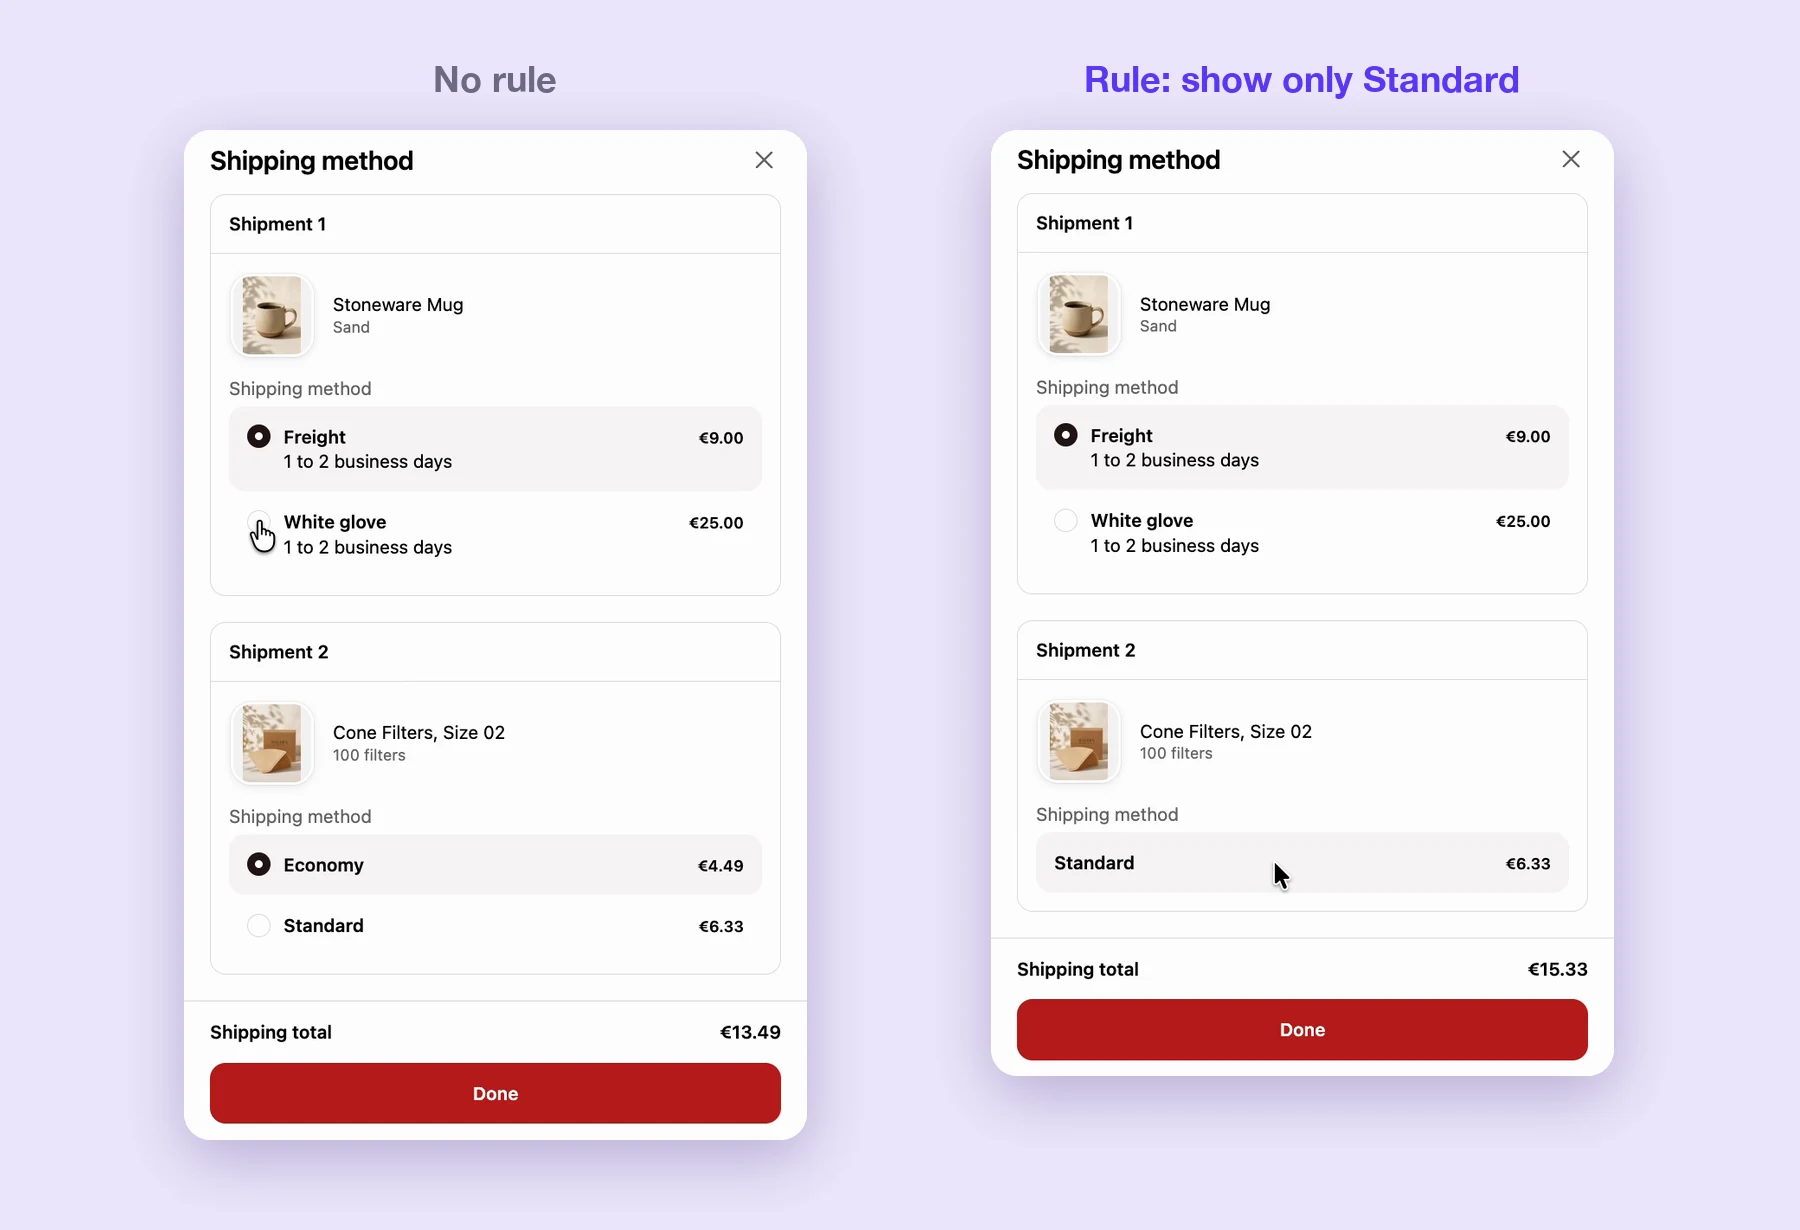 No rule
Shipping method
Shipment 1
Stoneware Mug
Sand
Shipping method
Freight €9.00
1 to 2 business days
White glove €25.00
1 to 2 business days
Shipment 2
Cone Filters, Size 02
100 filters
Shipping method
Economy €4.49
Standard €6.33
Shipping total €13.49
Done
Rule: show only Standard
Shipping method
Shipment 1
Stoneware Mug
Sand
Shipping method
Freight €9.00
1 to 2 business days
White glove €25.00
1 to 2 business days
Shipment 2
Cone Filters, Size 02
100 filters
Shipping method
Standard €6.33
Shipping total €15.33
Done